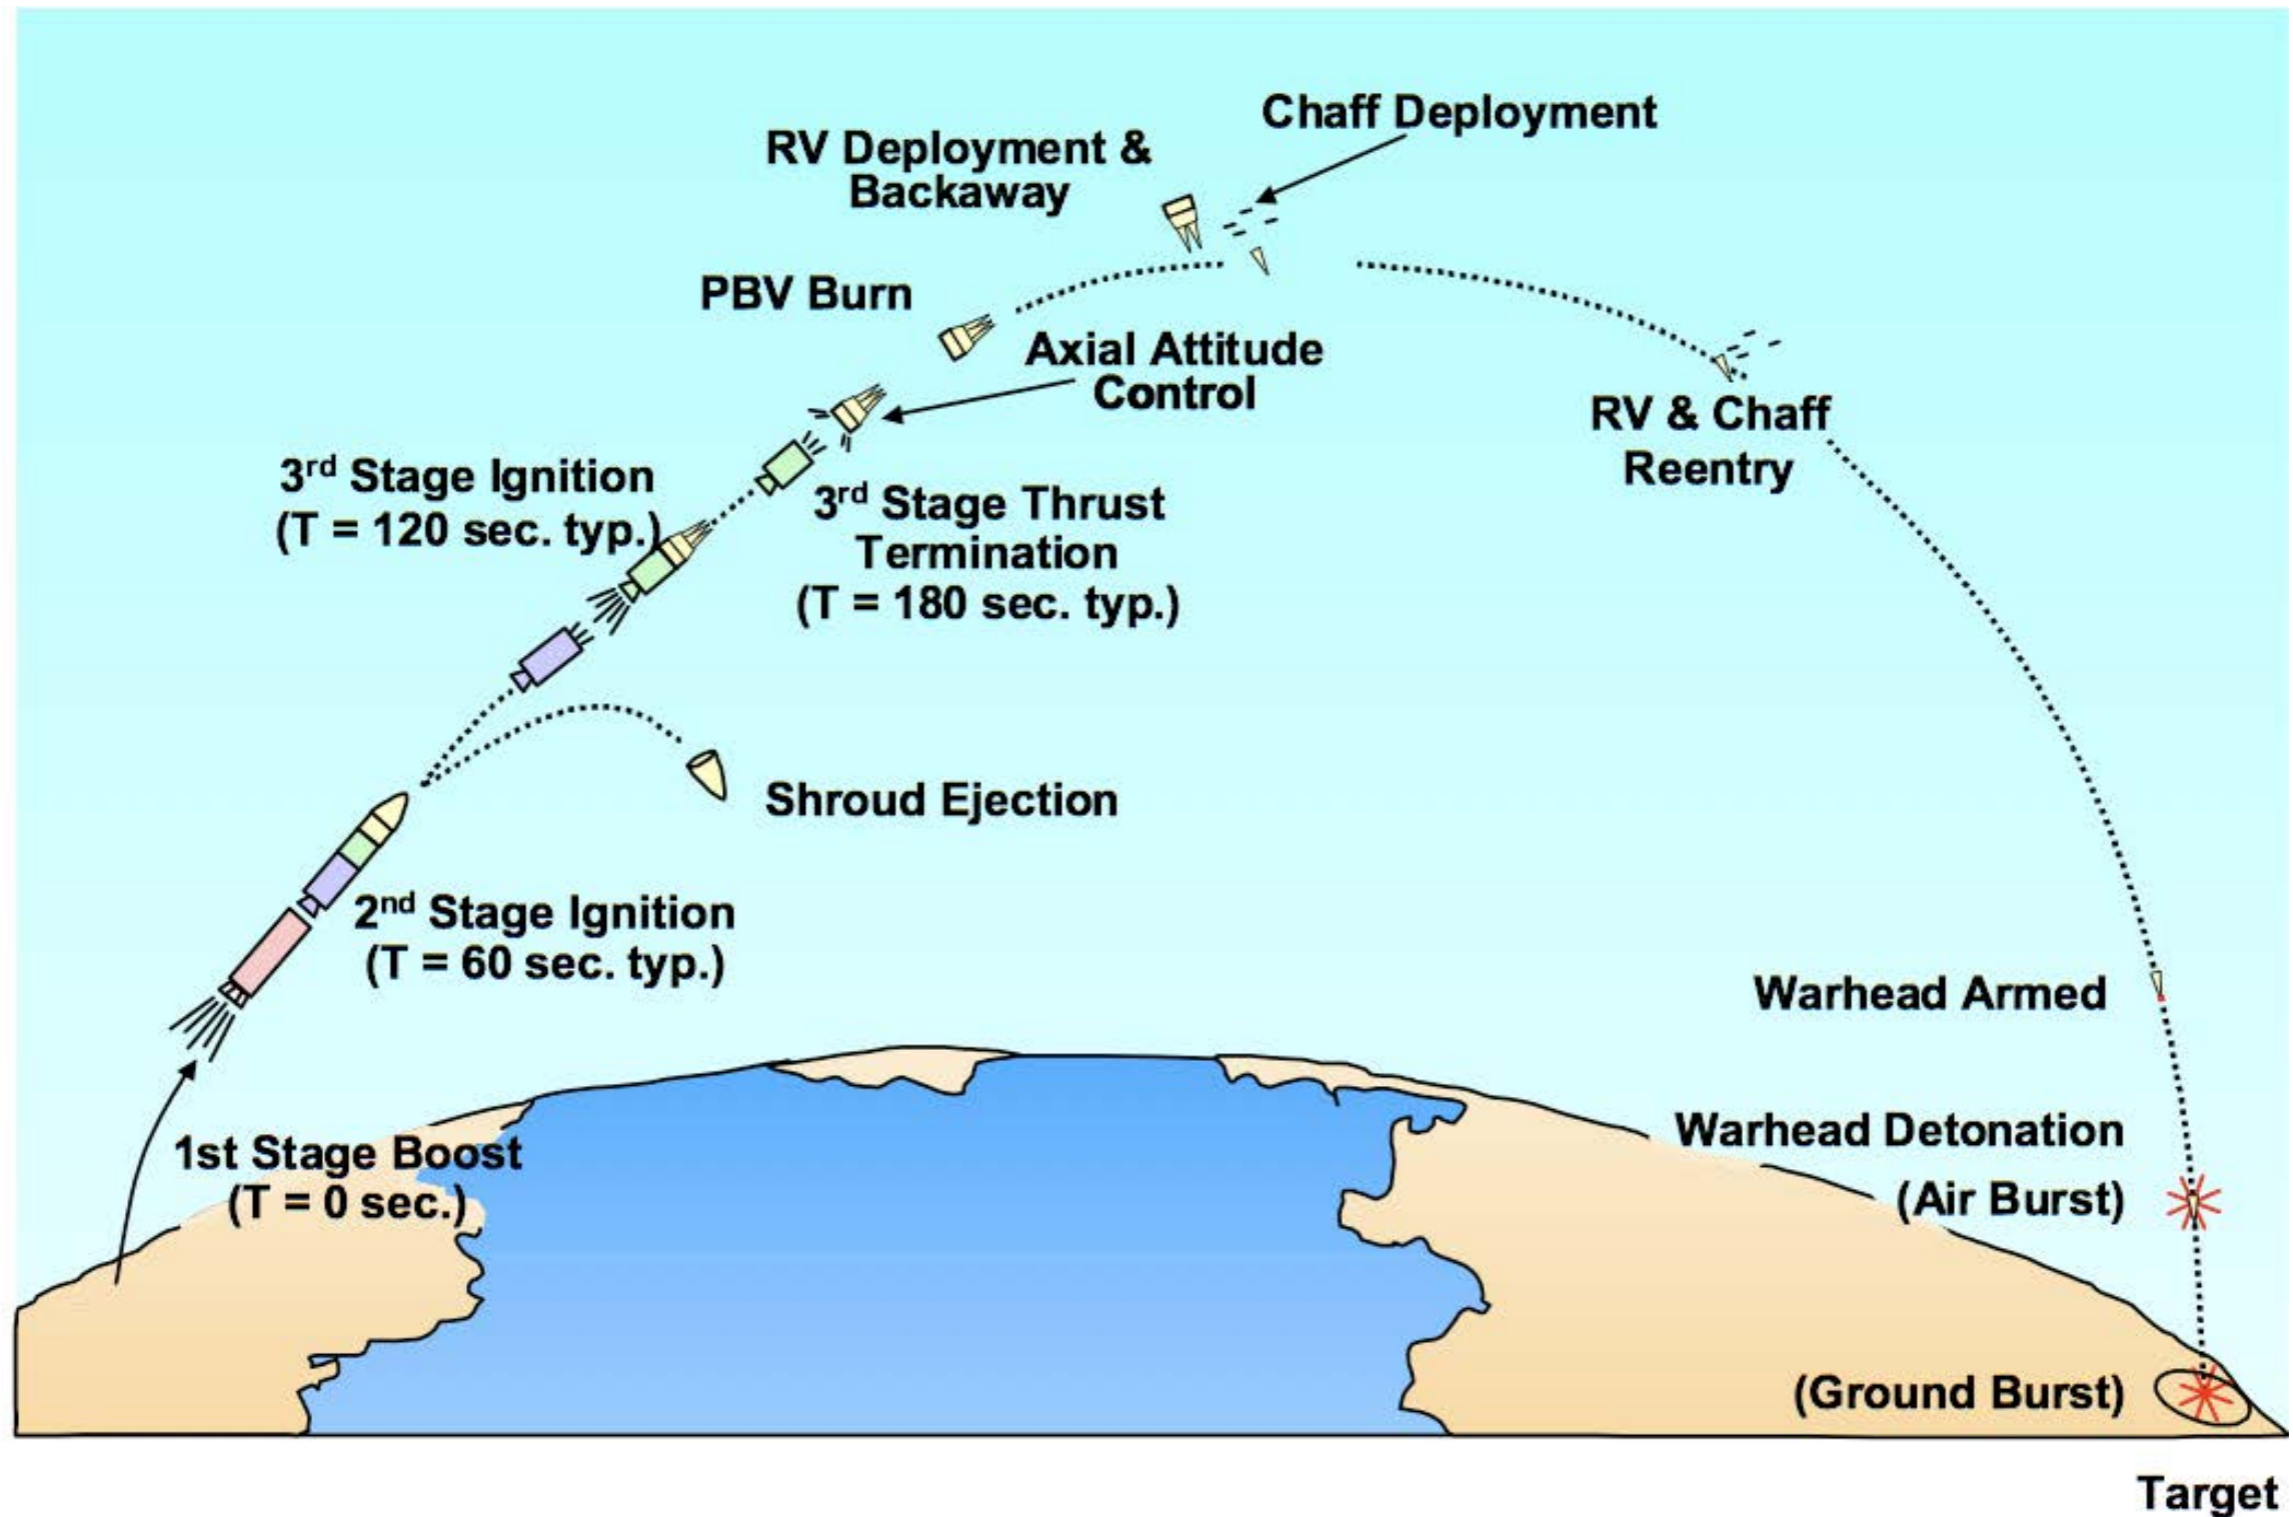 Chaff Deployment
RV Deployment &
Backaway
PBV Burn
Axial Attitude
Control
RV & Chaff
Reentry
3rd Stage Ignition
(T = 120 sec. typ.)
3rd Stage Thrust
Termination
(T = 180 sec. typ.)
Shroud Ejection
2nd Stage Ignition
(T = 60 sec. typ.)
Warhead Armed
1st Stage Boost
(T = 0 sec.)
Warhead Detonation
(Air Burst)
(Ground Burst)
Target